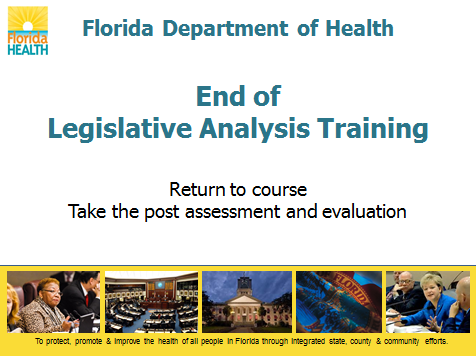 Florida
HEALTH
Florida Department of Health
End of
Legislative Analysis Training
Return to course
Take the post assessment and evaluation
FLORIDA
To protect, promote & improve the health of all people in Florida through integrated state, county & community efforts.